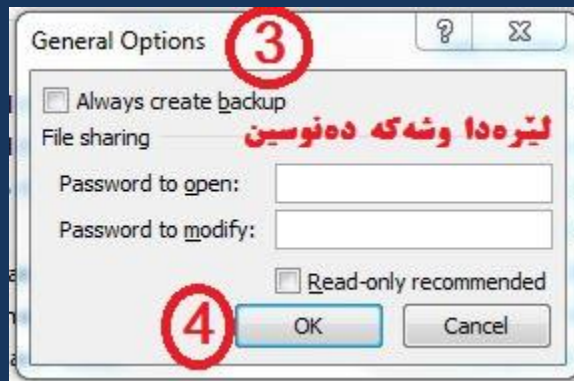 General Options
3
Always create backup
لێرەدا وشەکە دەنوسین
File sharing
Password to open:
Password to modify:
Read-only recommended
4
OK
Cancel